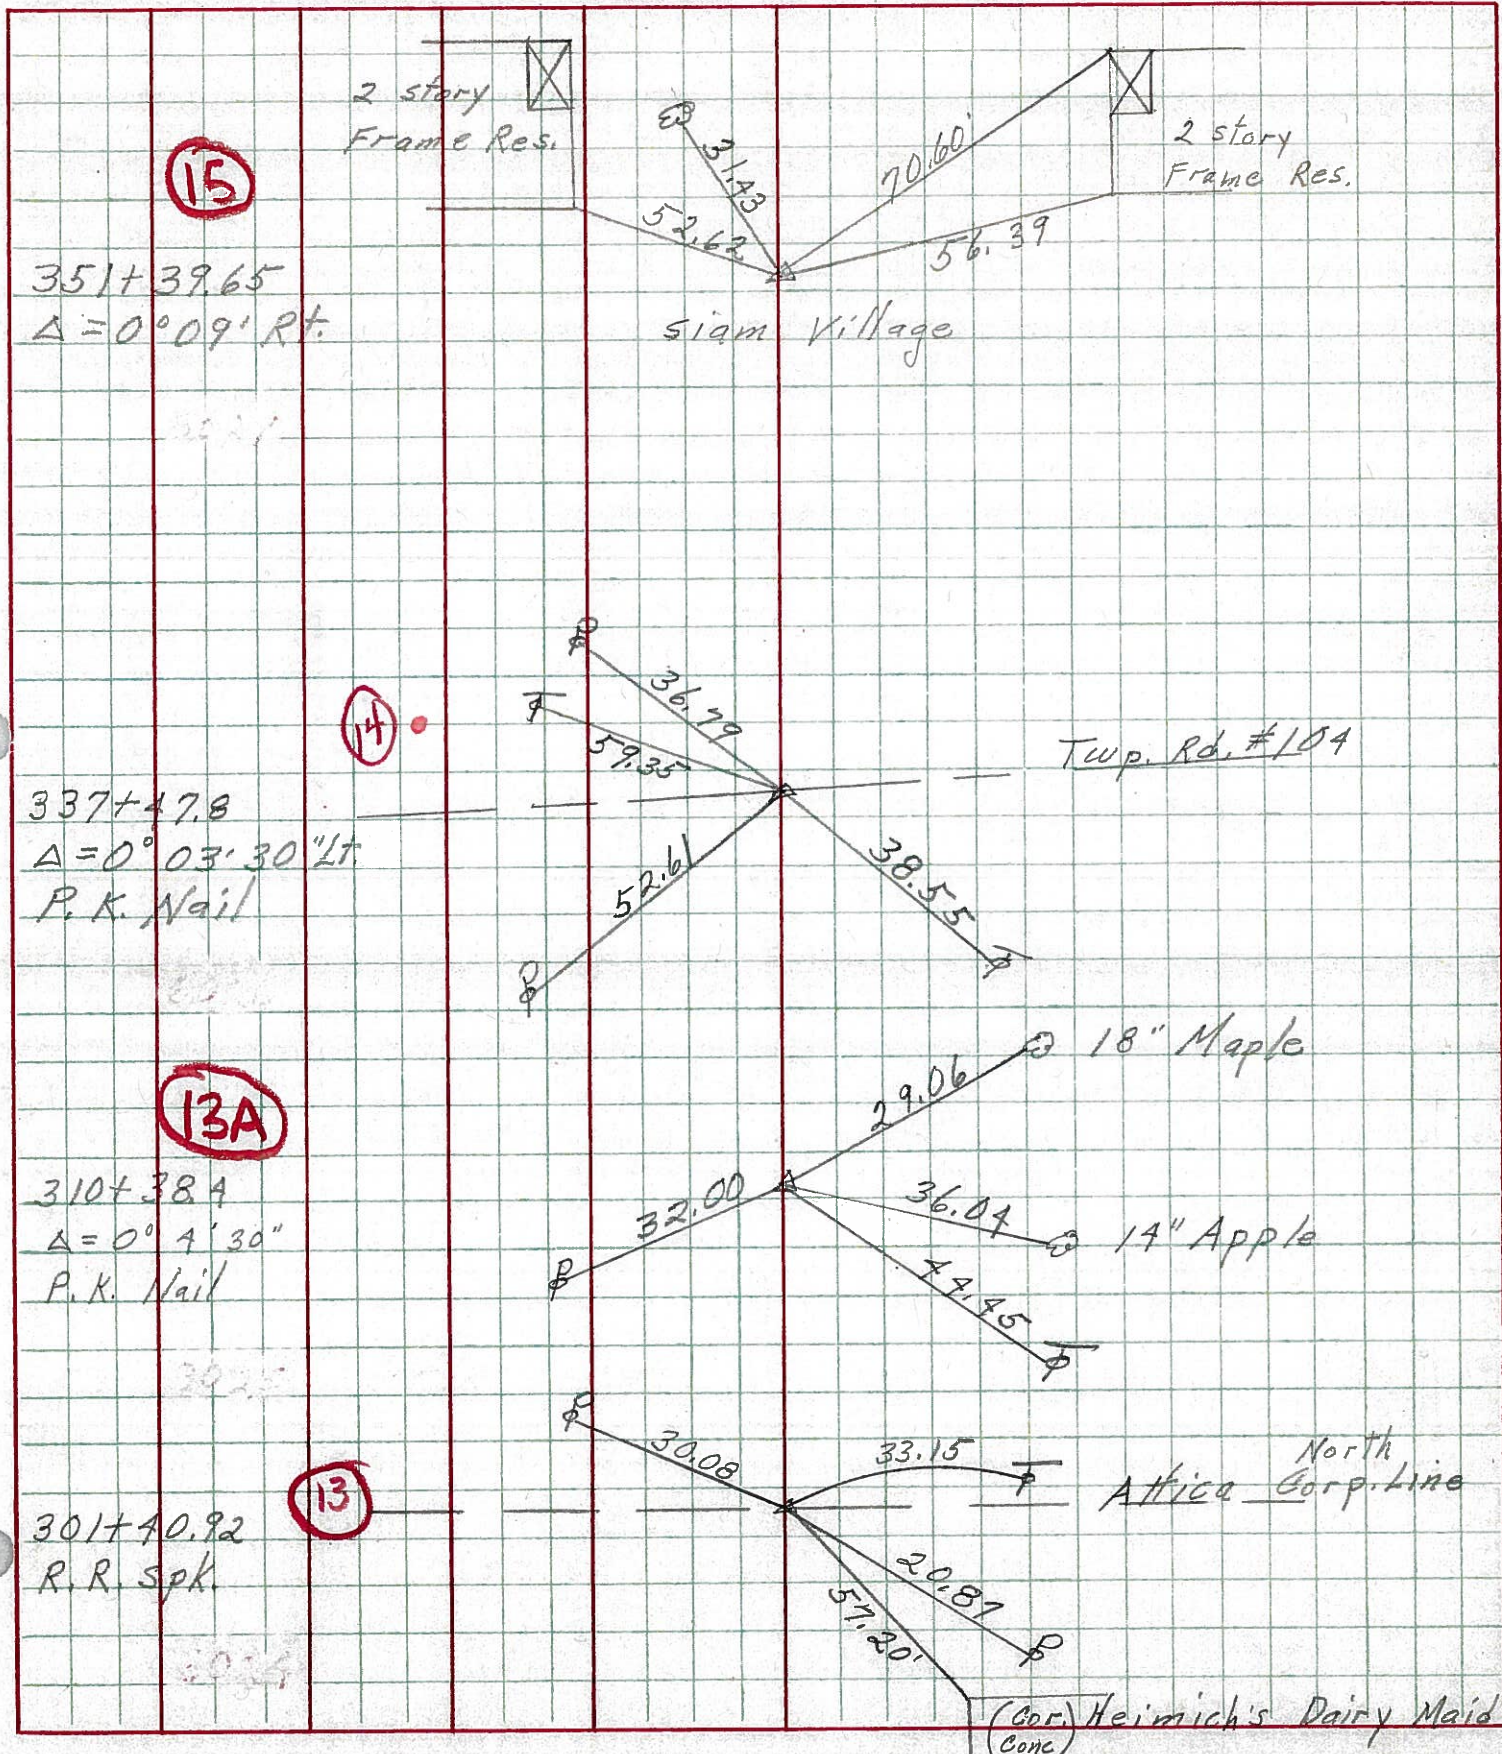 2 story
Frame Res.
31.43
70.60'
2 story
Frame Res.
15
52.62
56.39
351+39.65
Δ=0°09' Rt.
Siam Village
36.79
14
59.35
Twp. Rd. #104
337+47.8
Δ=0°03'30" Lt.
P.K. Nail
52.61
38.55
18" Maple
29.06
13A
310+38.4
32.00
36.04
14" Apple
Δ=0°4'30"
P.K. Nail
44.45
30.08
33.15
13
Attica North Corp. Line
301+40.92
R.R. Spk.
20.87
57.20'
(Cor.) Heimich's Dairy Maid
Conc)